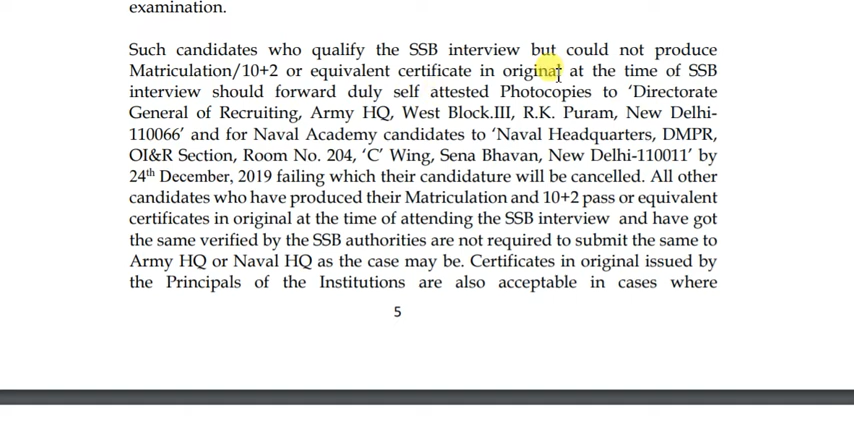 examination.
Such candidates who qualify the SSB interview but could not produce
Matriculation/10+2 or equivalent certificate in original at the time of SSB
interview should forward duly self attested Photocopies to 'Directorate
General of Recruiting, Army HQ, West Block.III, R.K. Puram, New Delhi-
110066' and for Naval Academy candidates to 'Naval Headquarters, DMPR,
OI&R Section, Room No. 204, 'C' Wing, Sena Bhavan, New Delhi-110011' by
24th December, 2019 failing which their candidature will be cancelled. All other
candidates who have produced their Matriculation and 10+2 pass or equivalent
certificates in original at the time of attending the SSB interview and have got
the same verified by the SSB authorities are not required to submit the same to
Army HQ or Naval HQ as the case may be. Certificates in original issued by
the Principals of the Institutions are also acceptable in cases where
5